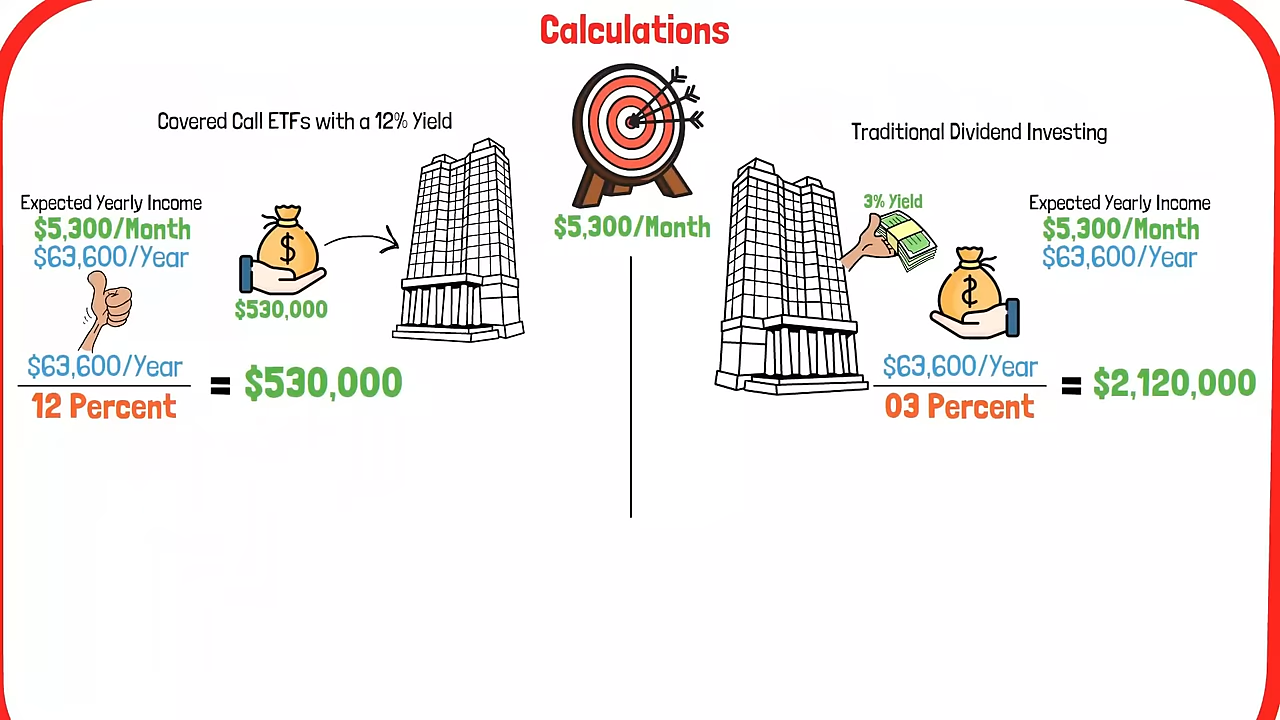 Calculations
Covered Call ETFs with a 12% Yield
Expected Yearly Income
$5,300/Month
$63,600/Year
$
$530,000
$63,600/Year
12 Percent
= $530,000
$5,300/Month
Traditional Dividend Investing
3% Yield
Expected Yearly Income
$5,300/Month
$63,600/Year
$
$63,600/Year
03 Percent
= $2,120,000